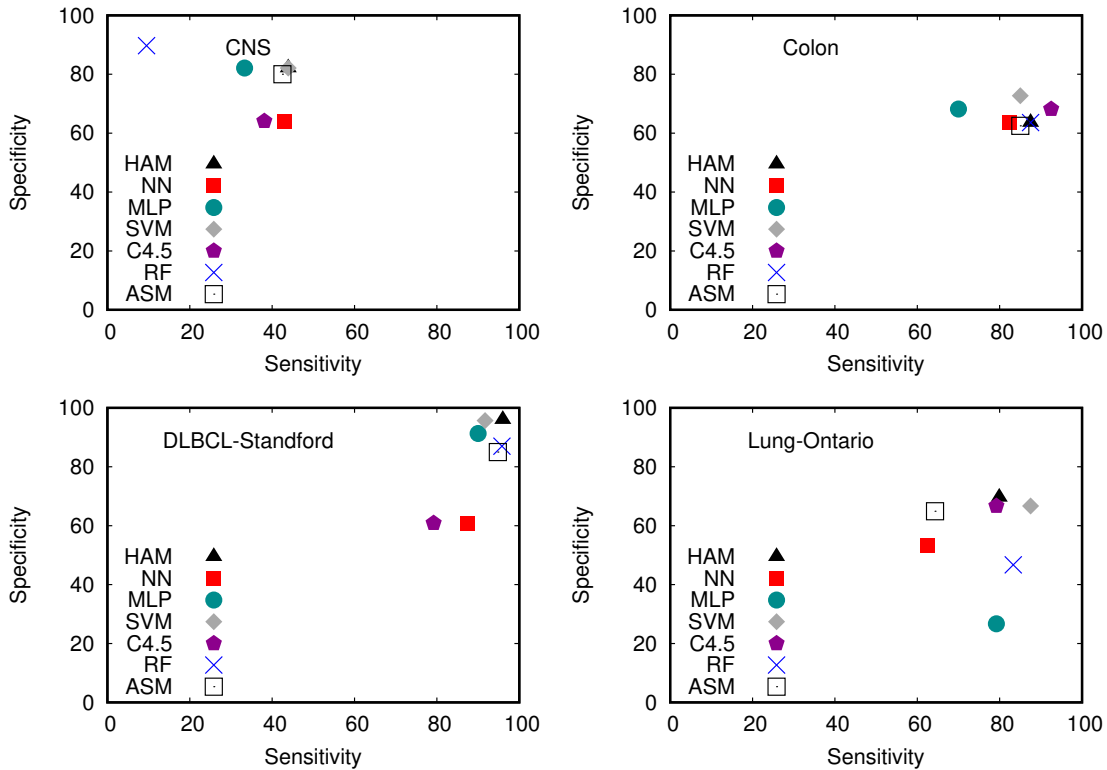 100
80
60
40
20
0
Specificity
CNS
HAM
NN
MLP
SVM
C4.5
RF
ASM
0 20 40 60 80 100
Sensitivity
100
80
60
40
20
0
Specificity
Colon
HAM
NN
MLP
SVM
C4.5
RF
ASM
0 20 40 60 80 100
Sensitivity
100
80
60
40
20
0
Specificity
DLBCL-Standford
HAM
NN
MLP
SVM
C4.5
RF
ASM
0 20 40 60 80 100
Sensitivity
100
80
60
40
20
0
Specificity
Lung-Ontario
HAM
NN
MLP
SVM
C4.5
RF
ASM
0 20 40 60 80 100
Sensitivity